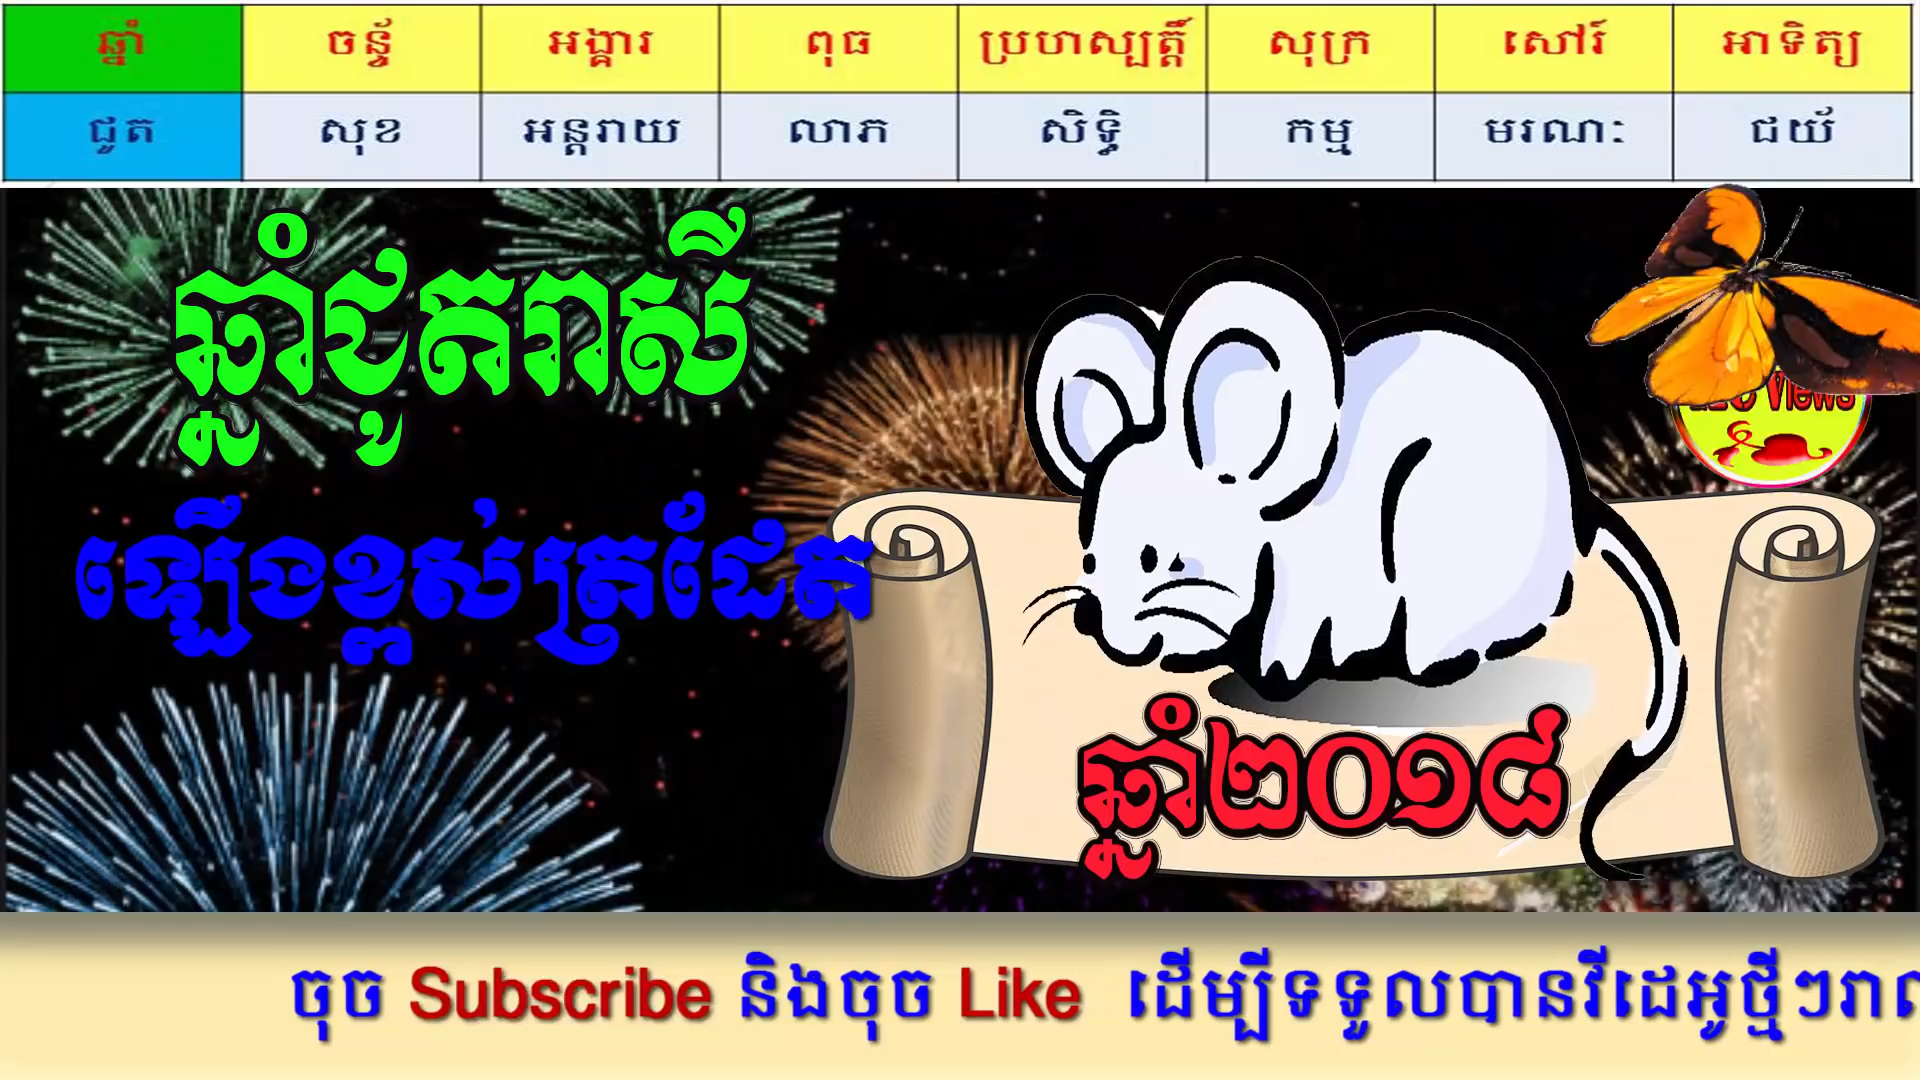 ឆ្នាំ ចន្ទ័ អង្គារ ពុធ ប្រហស្បត្តិ៍ សុក្រ សៅរ៍ អាទិត្យ
ជូត សុខ អន្តរាយ លាភ សិទ្ធិ កម្ម មរណៈ ជយ័
ឆ្នាំជូតរាសី
ឡើងខ្ពស់ត្រដែត
Views
ឆ្នាំ២០១៨
ចុច Subscribe និងចុច Like ដើម្បីទទួលបានវីដេអូថ្មីៗ